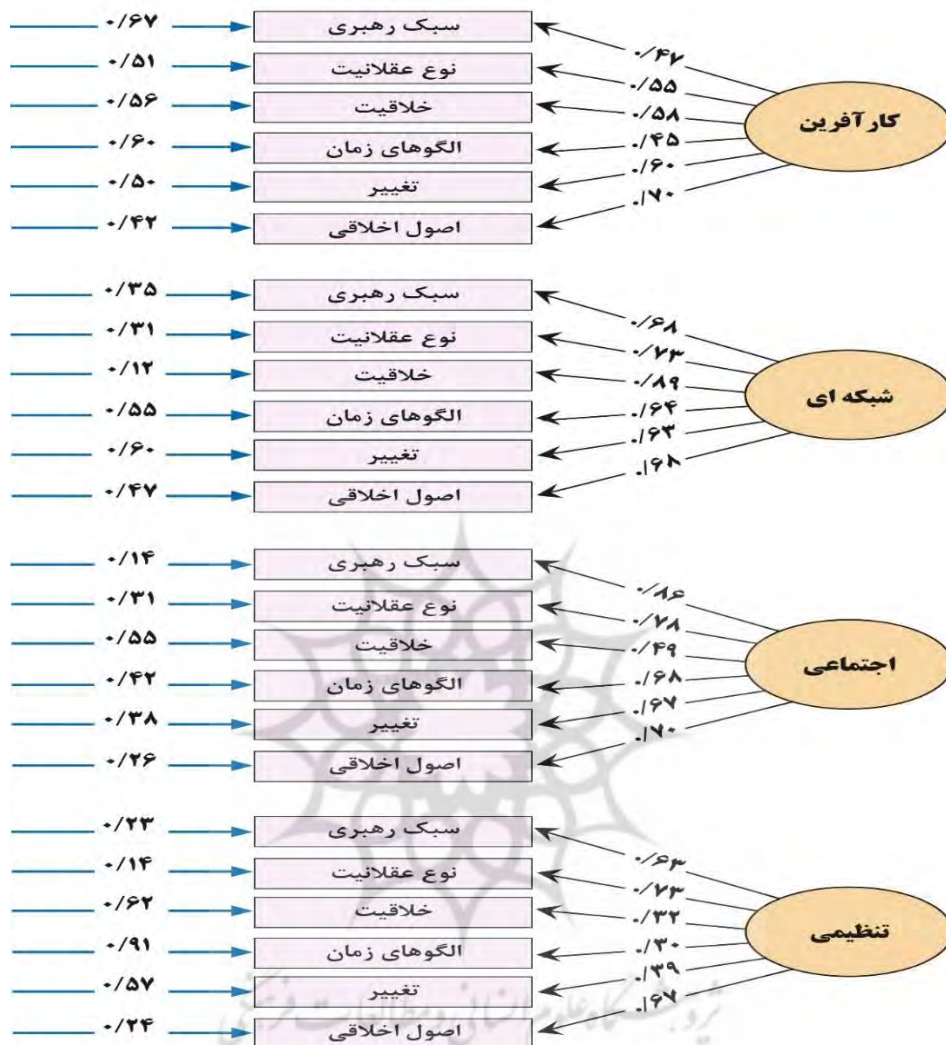 کارآفرین
۰/۴۷ سبک رهبری ۰/۶۷
۰/۵۵ نوع عقلانیت ۰/۵۱
۰/۵۸ خلاقیت ۰/۵۶
۰/۴۵ الگوهای زمان ۰/۶۰
۰/۶۰ تغییر ۰/۵۰
۰/۷۰ اصول اخلاقی ۰/۴۲
شبکه ای
۰/۶۸ سبک رهبری ۰/۳۵
۰/۷۳ نوع عقلانیت ۰/۳۱
۰/۸۹ خلاقیت ۰/۱۲
۰/۶۴ الگوهای زمان ۰/۵۵
۰/۶۳ تغییر ۰/۶۰
۰/۶۸ اصول اخلاقی ۰/۴۷
اجتماعی
۰/۸۶ سبک رهبری ۰/۱۴
۰/۷۸ نوع عقلانیت ۰/۳۱
۰/۴۹ خلاقیت ۰/۵۵
۰/۶۸ الگوهای زمان ۰/۴۲
۰/۶۷ تغییر ۰/۳۸
۰/۷۰ اصول اخلاقی ۰/۲۶
تنظیمی
۰/۶۳ سبک رهبری ۰/۲۳
۰/۷۳ نوع عقلانیت ۰/۱۴
۰/۳۲ خلاقیت ۰/۶۲
۰/۳۰ الگوهای زمان ۰/۹۱
۰/۳۹ تغییر ۰/۵۷
۰/۶۷ اصول اخلاقی ۰/۲۴
پژوهشگاه علوم انسانی و مطالعات فرهنگی